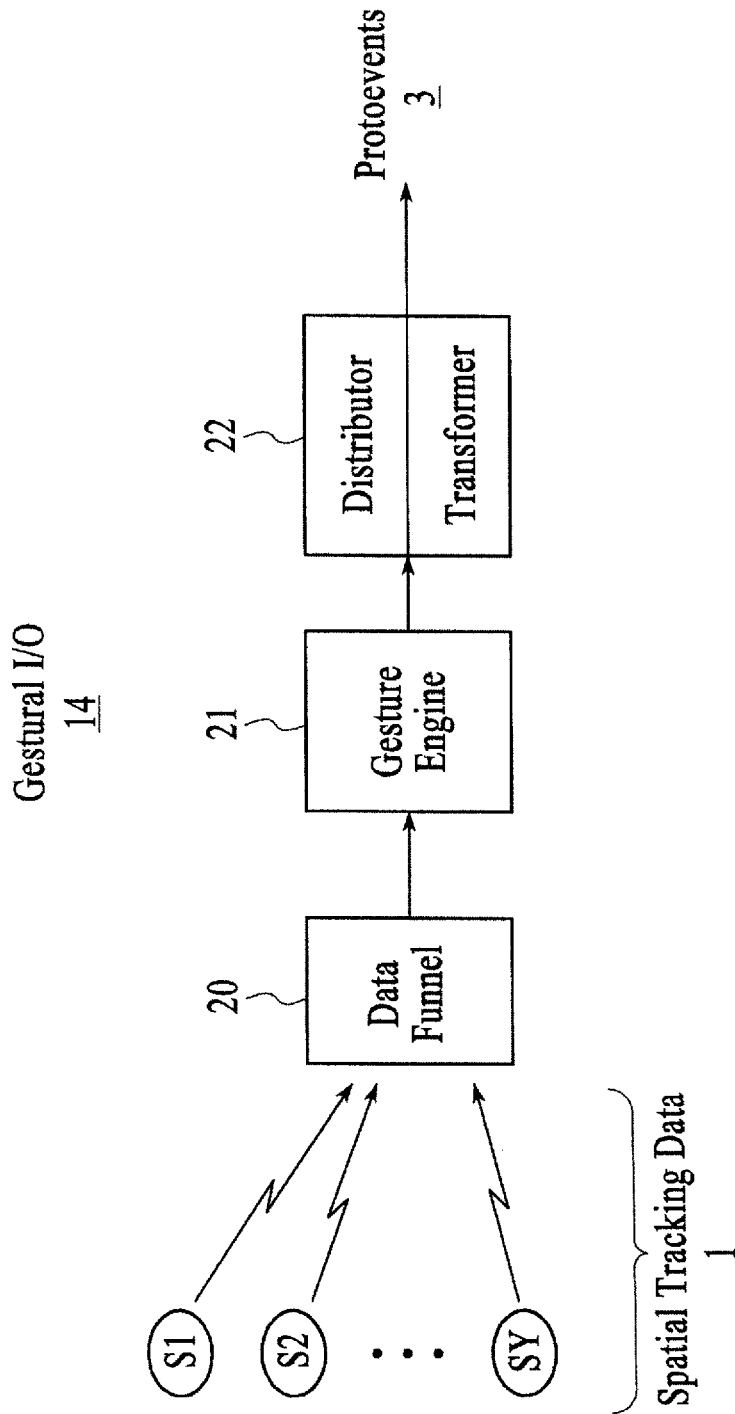 Gestural I/O
14
S1
S2
SY
Spatial Tracking Data
1
20
Data
Funnel
21
Gesture
Engine
22
Distributor
Transformer
Protoevents
3